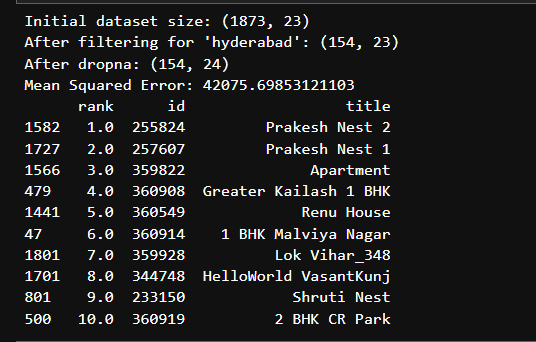 Initial dataset size: (1873, 23)
After filtering for 'hyderabad': (154, 23)
After dropna: (154, 24)
Mean Squared Error: 42075.69853121103
rank id title
1582 1.0 255824 Prakesh Nest 2
1727 2.0 257607 Prakesh Nest 1
1566 3.0 359822 Apartment
479 4.0 360908 Greater Kailash 1 BHK
1441 5.0 360549 Renu House
47 6.0 360914 1 BHK Malviya Nagar
1801 7.0 359928 Lok Vihar_348
1701 8.0 344748 HelloWorld VasantKunj
801 9.0 233150 Shruti Nest
500 10.0 360919 2 BHK CR Park